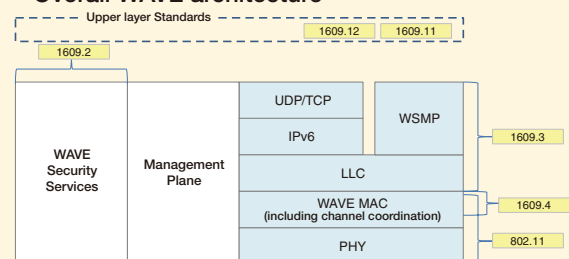 Overall WAVE architecture
Upper layer Standards
1609.12
1609.11
1609.2
UDP/TCP
WSMP
IPv6
1609.3
WAVE
Security
Services
Management
Plane
LLC
WAVE MAC
(including channel coordination)
1609.4
PHY
802.11